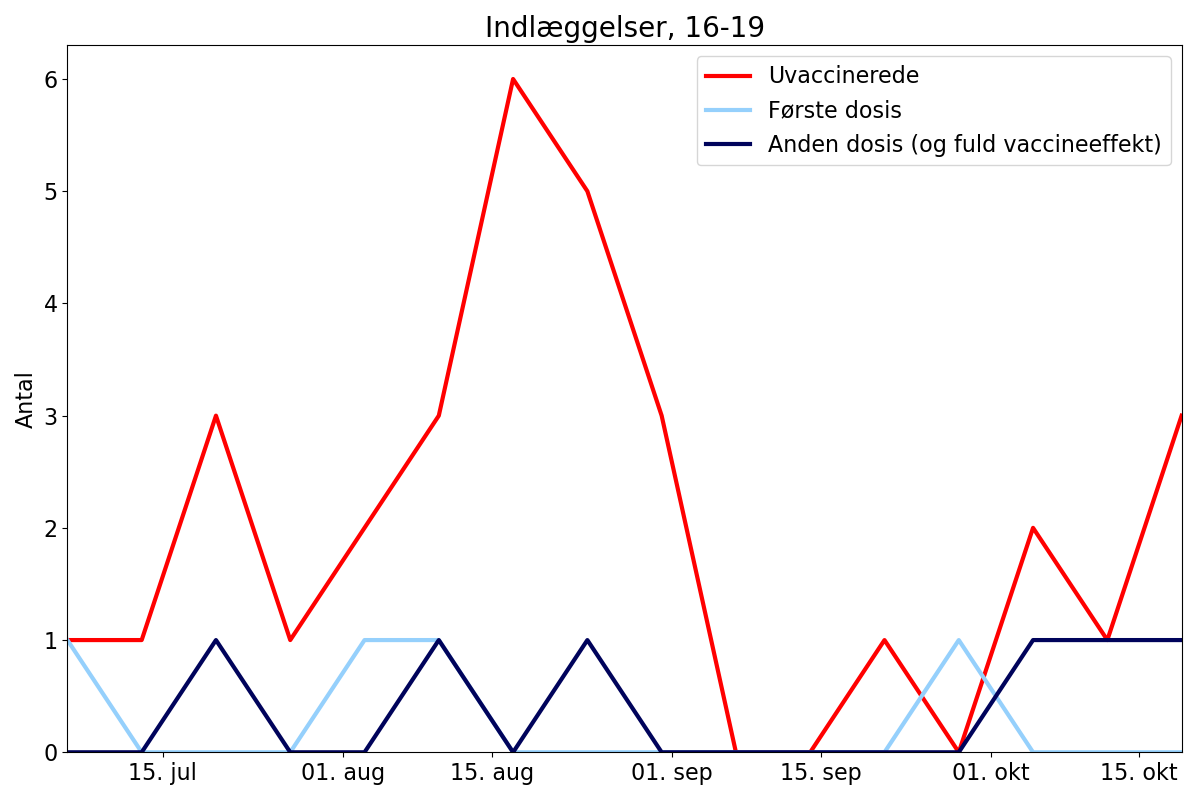 Indlæggelser, 16-19
Uvaccinerede
Første dosis
Anden dosis (og fuld vaccineeffekt)
Antal
6
5
4
3
2
1
0
15. jul
01. aug
15. aug
01. sep
15. sep
01. okt
15. okt